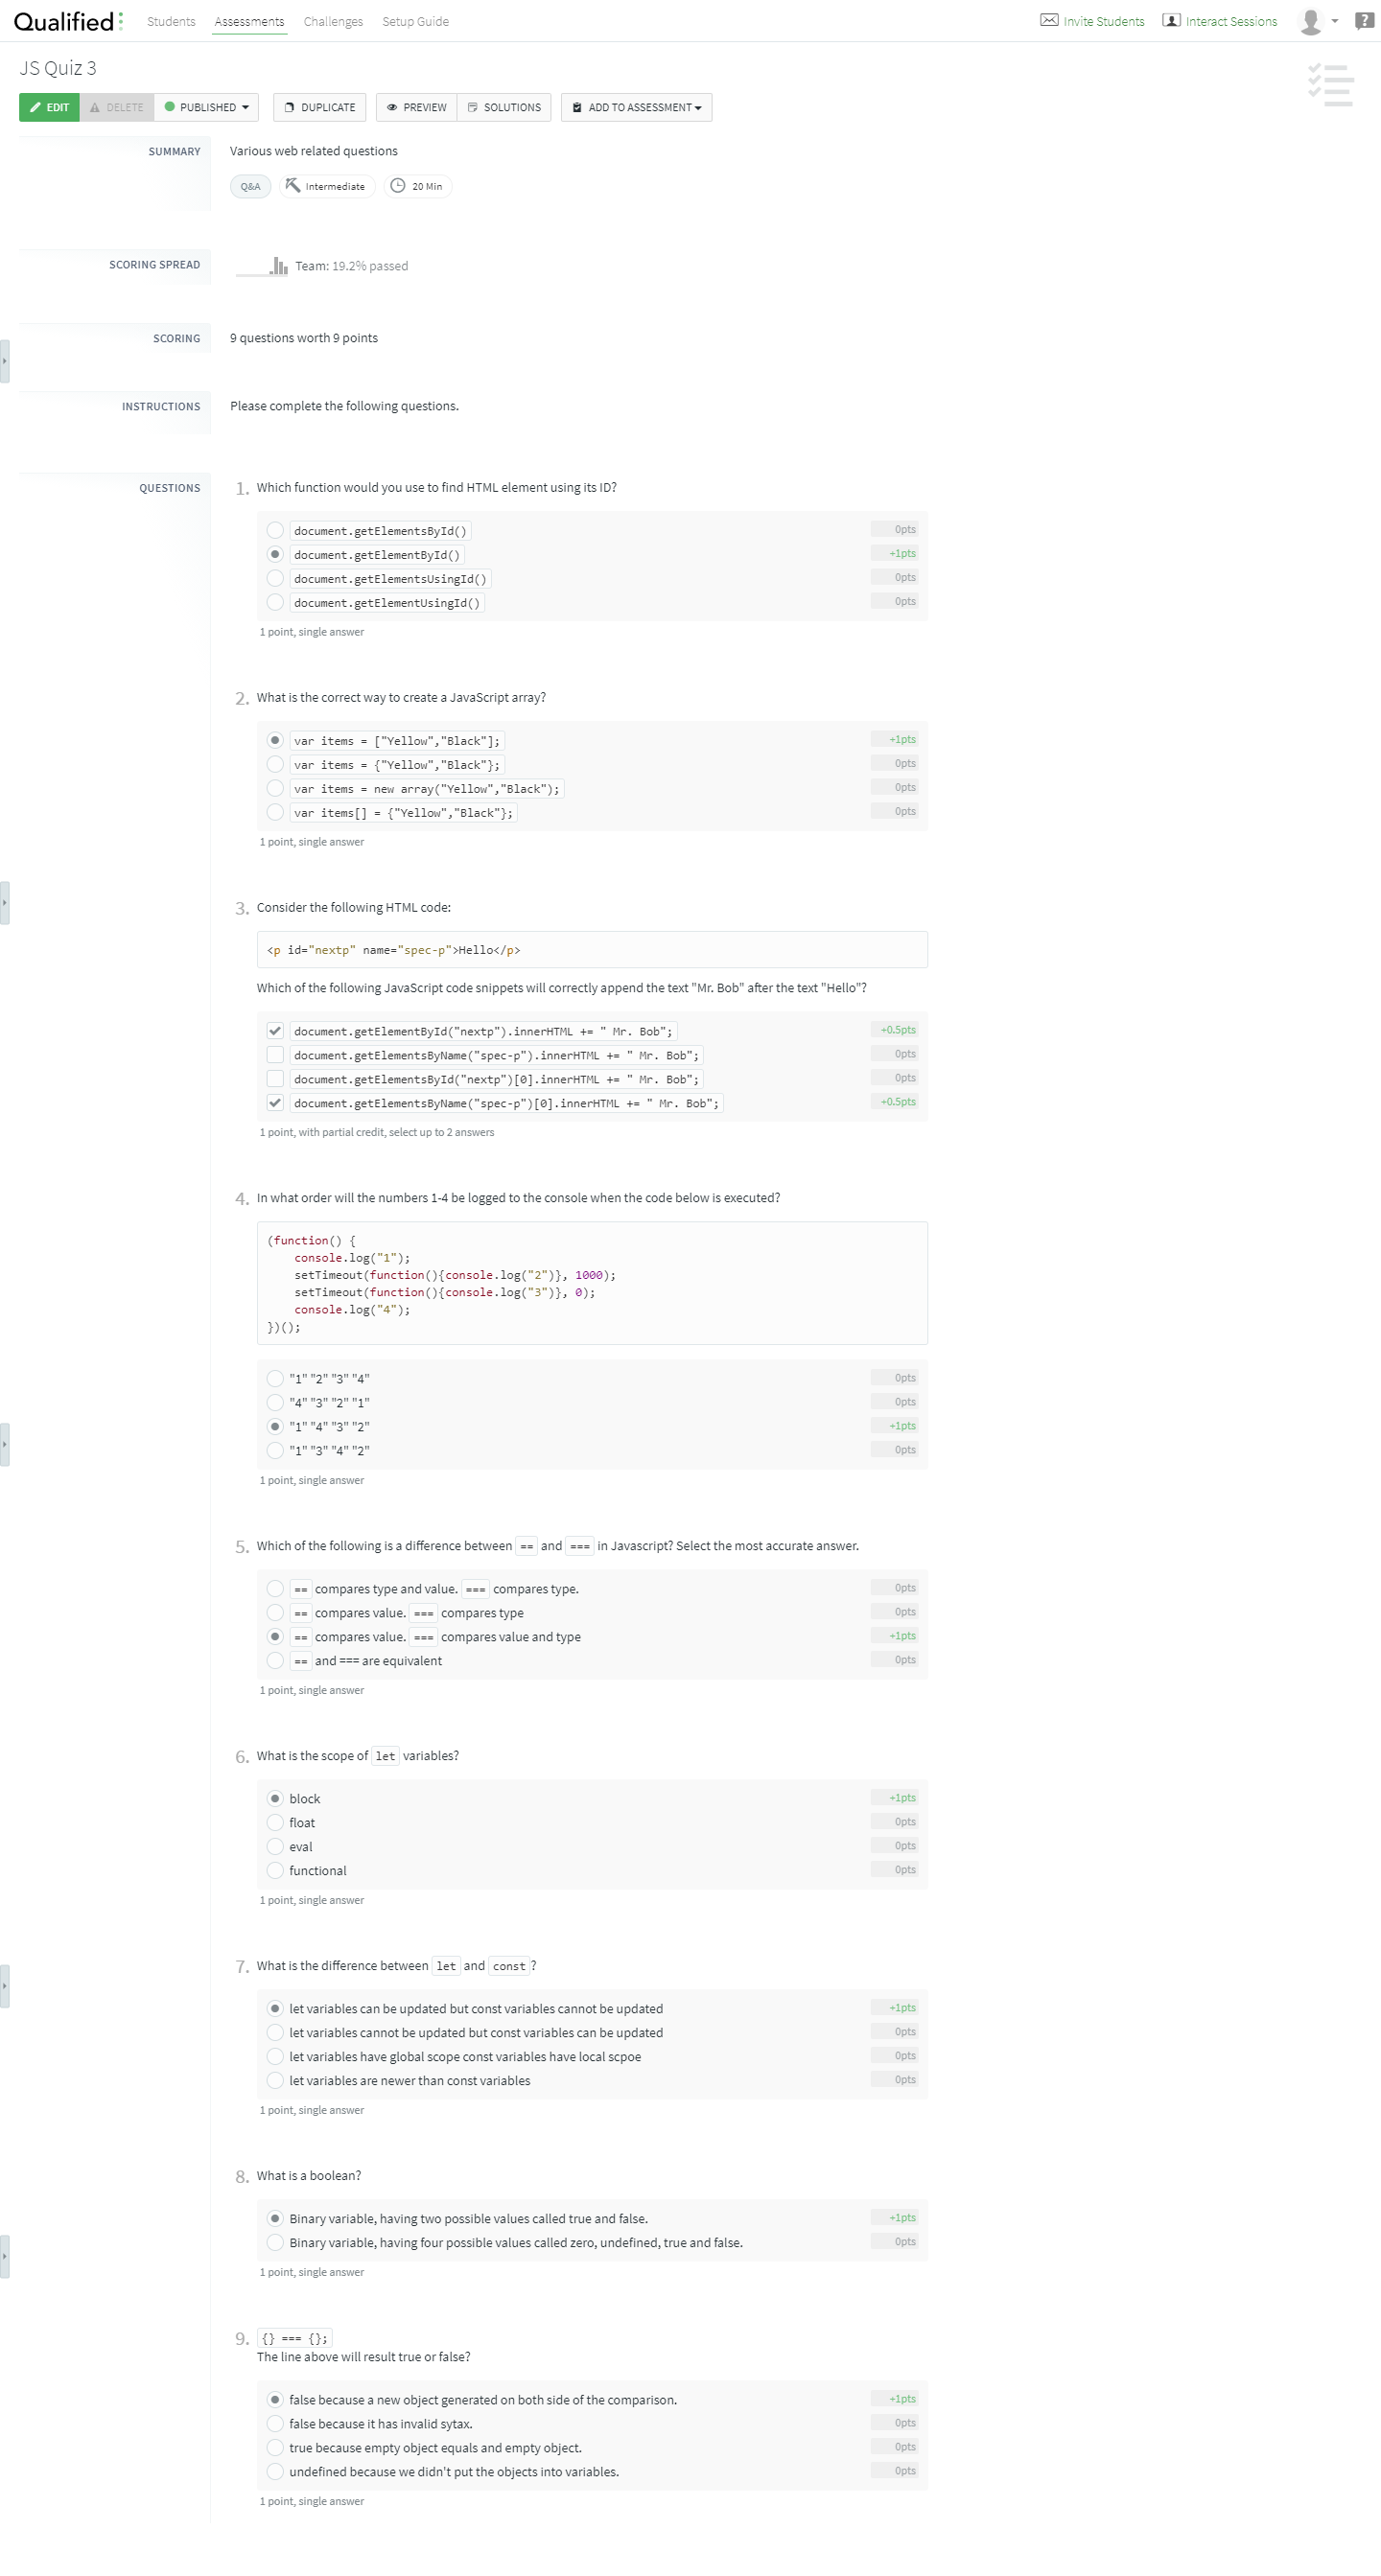 Qualified
Students Assessments Challenges Setup Guide Invite Students Interact Sessions ?
JS Quiz 3
EDIT DELETE PUBLISHED DUPLICATE PREVIEW SOLUTIONS ADD TO ASSESSMENT
SUMMARY
Various web related questions
Q&A Intermediate 20 Min
SCORING SPREAD
Team: 19.2% passed
SCORING
9 questions worth 9 points
INSTRUCTIONS
Please complete the following questions.
QUESTIONS
1. Which function would you use to find HTML element using its ID?
document.getElementsById() 0pts
document.getElementById() +1pts
document.getElementsUsingId() 0pts
document.getElementUsingId() 0pts
1 point, single answer
2. What is the correct way to create a JavaScript array?
var items = ["Yellow","Black"]; +1pts
var items = {"Yellow","Black"}; 0pts
var items = new array("Yellow","Black"); 0pts
var items[] = {"Yellow","Black"}; 0pts
1 point, single answer
3. Consider the following HTML code:
<p id="nextp" name="spec-p">Hello</p>
Which of the following JavaScript code snippets will correctly append the text "Mr. Bob" after the text "Hello"?
document.getElementById("nextp").innerHTML += " Mr. Bob"; +0.5pts
document.getElementsByName("spec-p").innerHTML += " Mr. Bob"; 0pts
document.getElementsById("nextp")[0].innerHTML += " Mr. Bob"; 0pts
document.getElementsByName("spec-p")[0].innerHTML += " Mr. Bob"; +0.5pts
1 point, with partial credit, select up to 2 answers
4. In what order will the numbers 1-4 be logged to the console when the code below is executed?
(function() {
console.log("1");
setTimeout(function(){console.log("2")}, 1000);
setTimeout(function(){console.log("3")}, 0);
console.log("4");
})();
"1" "2" "3" "4" 0pts
"4" "3" "2" "1" 0pts
"1" "4" "3" "2" +1pts
"1" "3" "4" "2" 0pts
1 point, single answer
5. Which of the following is a difference between == and === in Javascript? Select the most accurate answer.
== compares type and value. === compares type. 0pts
== compares value. === compares type 0pts
== compares value. === compares value and type +1pts
== and === are equivalent 0pts
1 point, single answer
6. What is the scope of let variables?
block +1pts
float 0pts
eval 0pts
functional 0pts
1 point, single answer
7. What is the difference between let and const?
let variables can be updated but const variables cannot be updated +1pts
let variables cannot be updated but const variables can be updated 0pts
let variables have global scope const variables have local scpoe 0pts
let variables are newer than const variables 0pts
1 point, single answer
8. What is a boolean?
Binary variable, having two possible values called true and false. +1pts
Binary variable, having four possible values called zero, undefined, true and false. 0pts
1 point, single answer
9. {} === {};
The line above will result true or false?
false because a new object generated on both side of the comparison. +1pts
false because it has invalid sytax. 0pts
true because empty object equals and empty object. 0pts
undefined because we didn't put the objects into variables. 0pts
1 point, single answer